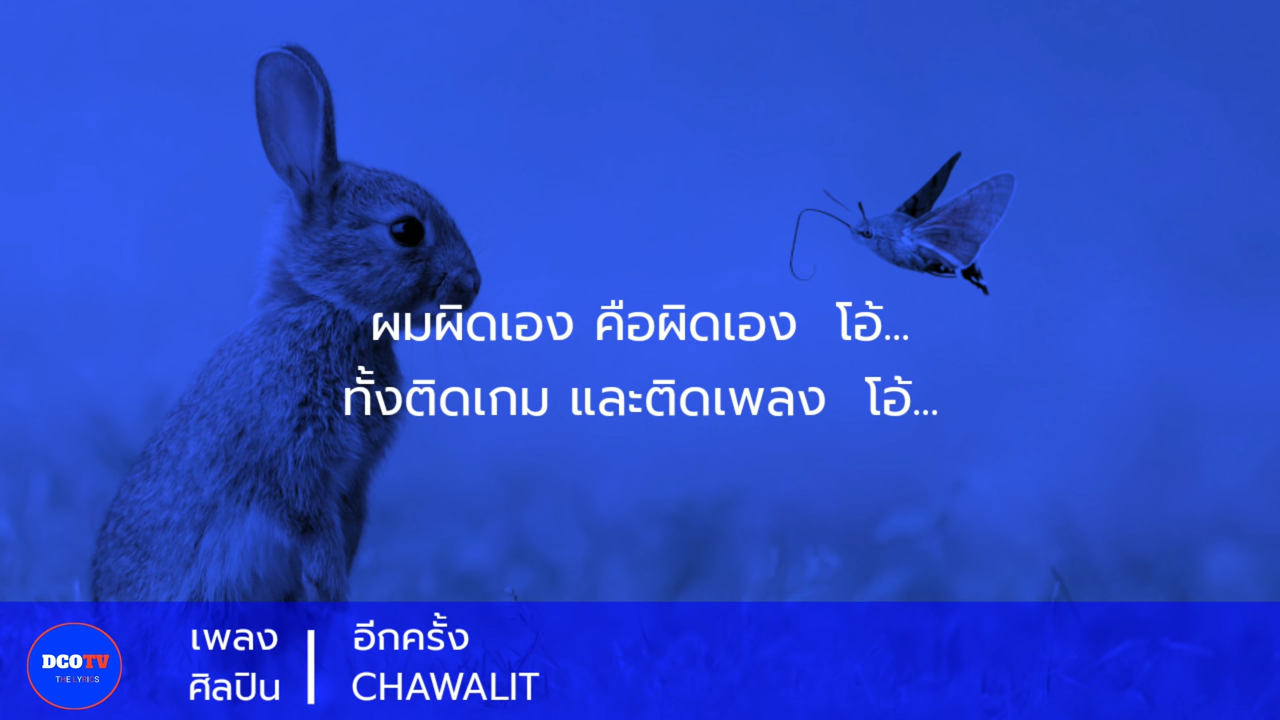 ผมผิดเอง คือผิดเอง โอ้...
ทั้งติดเกม และติดเพลง โอ้...
เพลง | อีกครั้ง
ศิลปิน | CHAWALIT
DCOTV
THE LYRICS